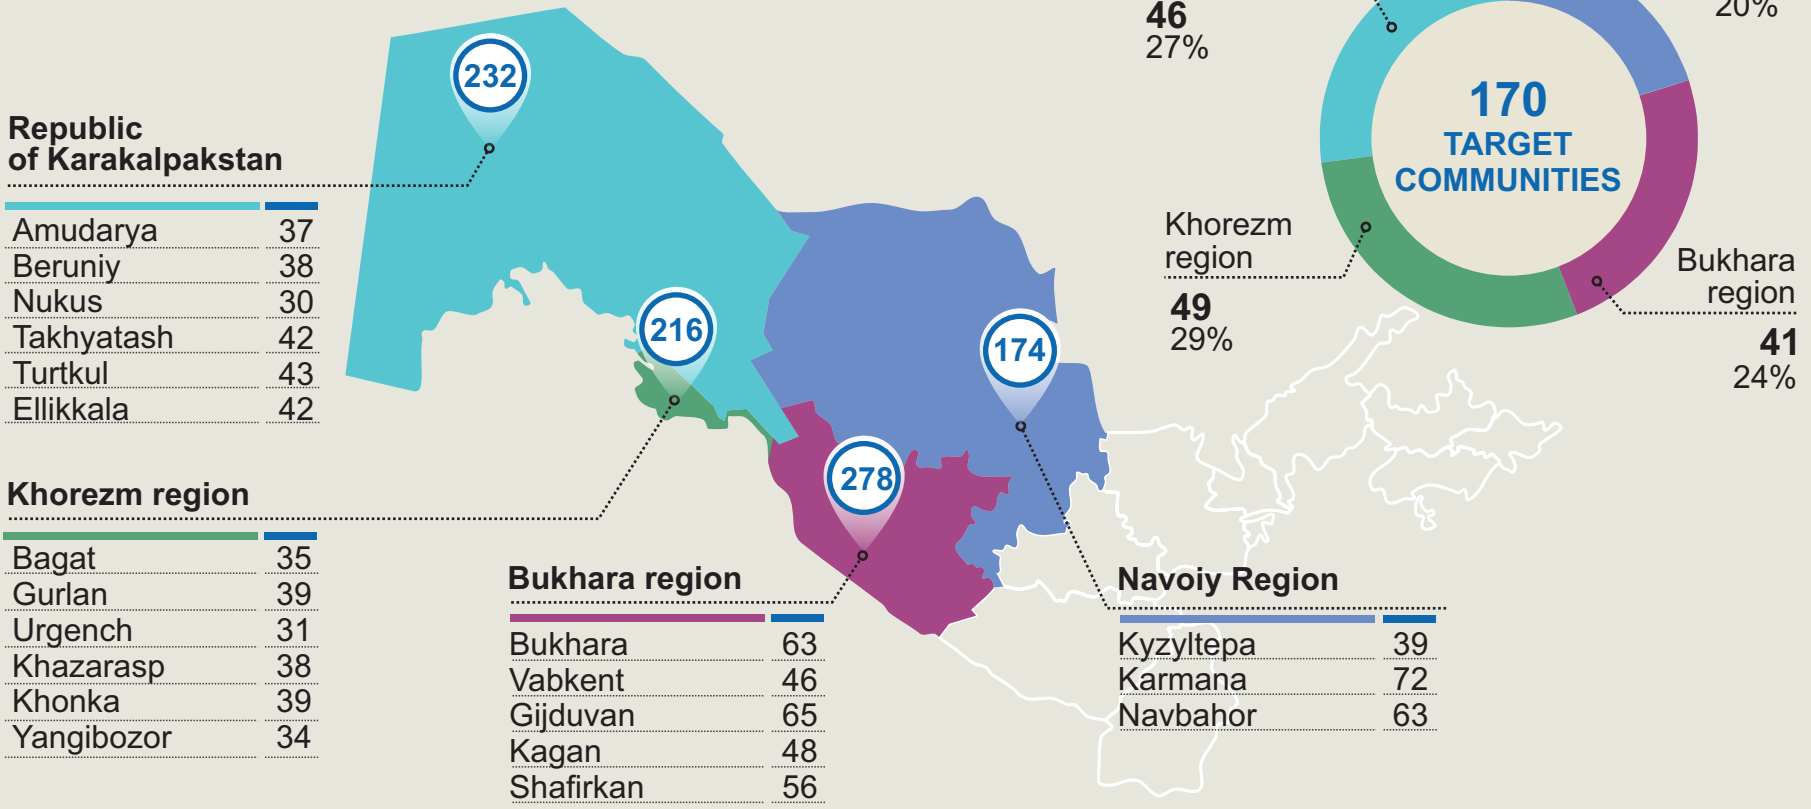 46
27%
20%
232
Republic
of Karakalpakstan
Amudarya 37
Beruniy 38
Nukus 30
Takhyatash 42
Turtkul 43
Ellikkala 42
170
TARGET
COMMUNITIES
Khorezm
region
49
29%
Bukhara
region
41
24%
216
174
278
Khorezm region
Bagat 35
Gurlan 39
Urgench 31
Khazarasp 38
Khonka 39
Yangibozor 34
Bukhara region
Bukhara 63
Vabkent 46
Gijduvan 65
Kagan 48
Shafirkan 56
Navoiy Region
Kyzyltepa 39
Karmana 72
Navbahor 63